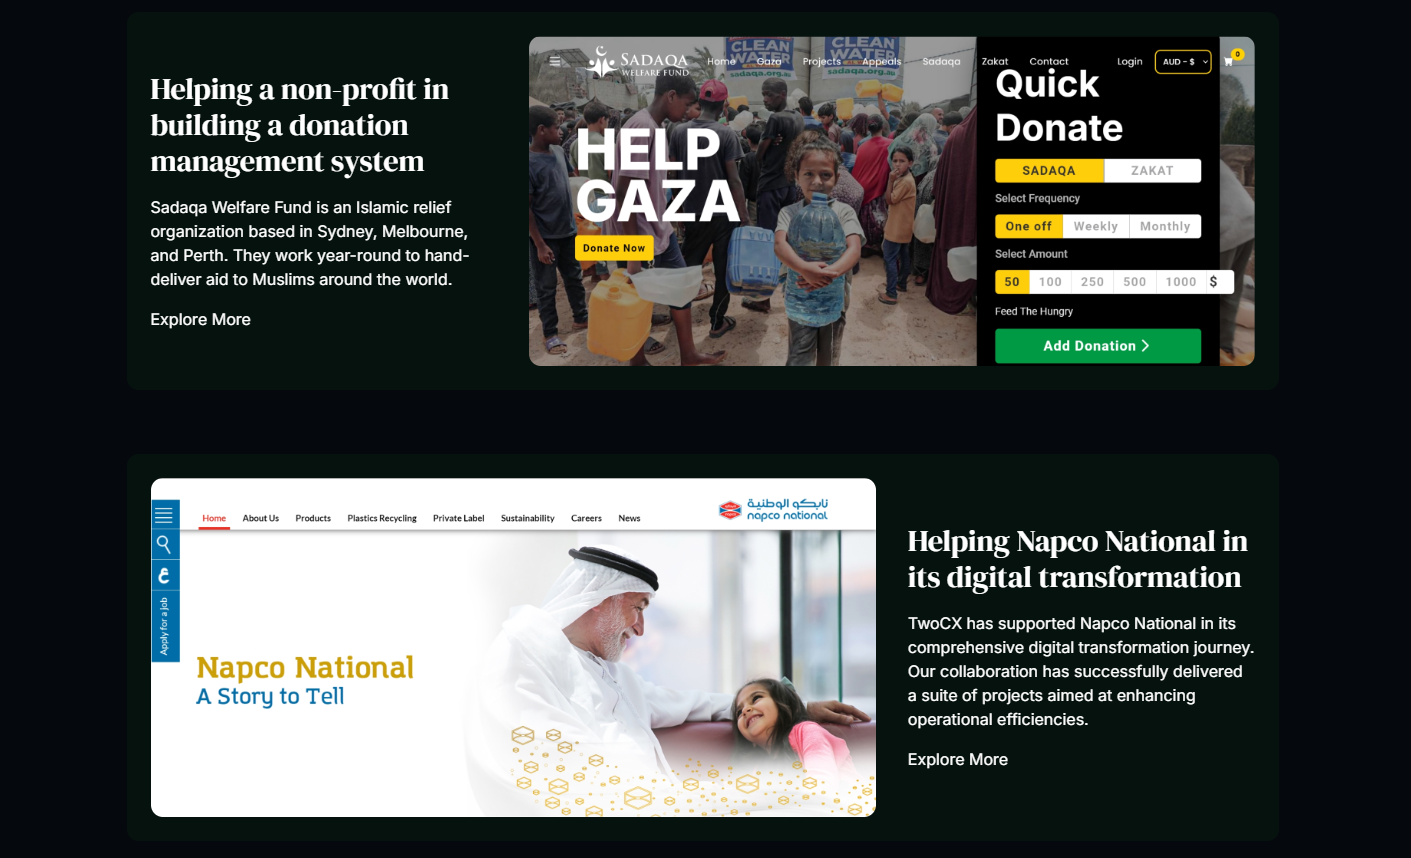 Helping a non-profit in
building a donation
management system
Sadaqa Welfare Fund is an Islamic relief
organization based in Sydney, Melbourne,
and Perth. They work year-round to hand-
deliver aid to Muslims around the world.
Explore More
CLEAN
WATER
sadaqa.org.au
CLEAN
WATER
sadaqa.org.au
SADAQA
WELFARE FUND
Home Gaza Projects Appeals Sadaqa Zakat Contact Login AUD - $ 0
HELP
GAZA
Donate Now
Quick
Donate
SADAQA ZAKAT
Select Frequency
One off Weekly Monthly
Select Amount
50 100 250 500 1000 $
Feed The Hungry
Add Donation
ع
Apply for a job
Home About Us Products Plastics Recycling Private Label Sustainability Careers News
نابكو الوطنية
napco national
Napco National
A Story to Tell
Helping Napco National in
its digital transformation
TwoCX has supported Napco National in its
comprehensive digital transformation journey.
Our collaboration has successfully delivered
a suite of projects aimed at enhancing
operational efficiencies.
Explore More